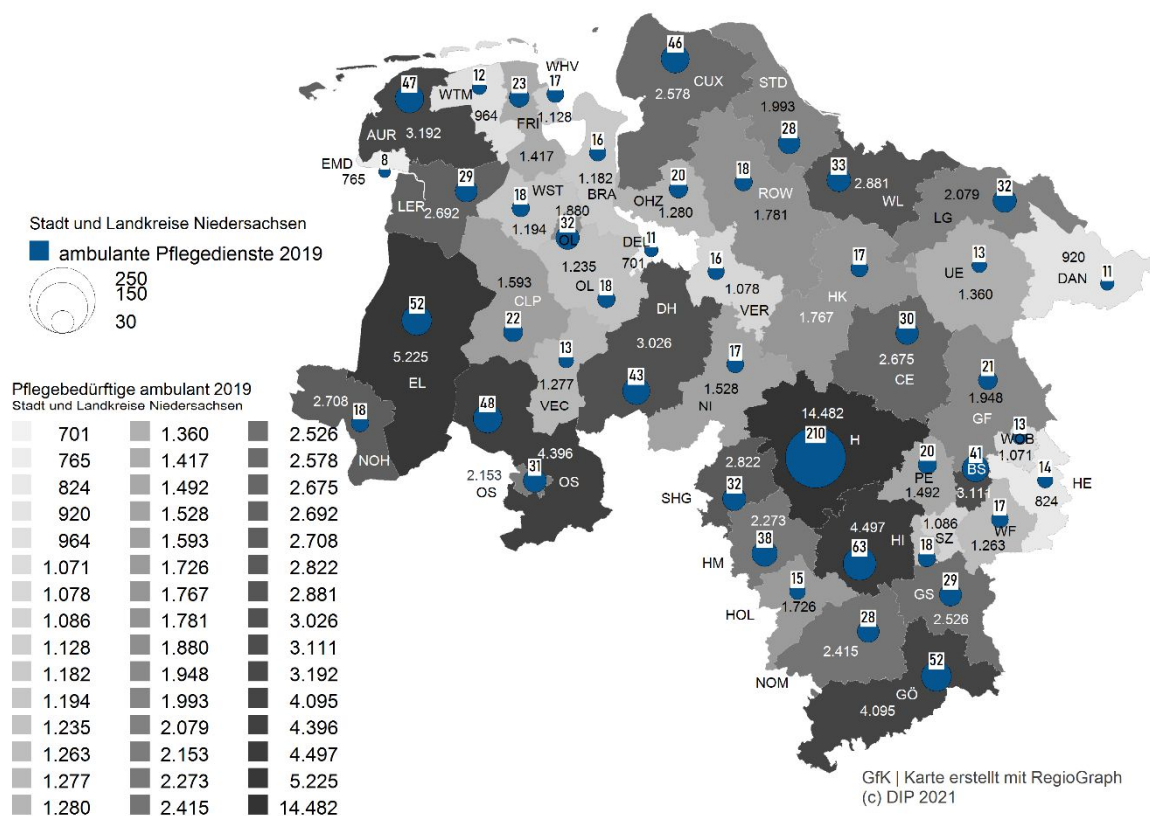 46
WHV
12
17
CUX
STD
47
23
2.578
WTM
1.993
964
FRI
1.128
AUR
3.192
16
28
EMD
8
1.417
765
29
1.182
20
18
33
18
WST
BRA
OHZ
ROW
2.881
2.079
32
LER
2.692
1.880
1.280
WL
LG
1.194
32
1.781
OL
DEL
11
920
1.235
701
16
17
UE
13
DAN
11
1.593
OL
18
1.078
HK
1.360
CLP
DH
VER
52
22
1.767
30
3.026
13
17
2.675
5.225
1.277
1.528
CE
21
EL
43
1.948
2.708
VEC
NI
14.482
GF
18
48
H
13
WOB
NOH
4.396
210
20
41
1.071
2.822
PE
BS
14
2.153
31
OS
OS
32
1.492
3.111
HE
SHG
824
2.273
4.497
1.086
17
38
HI
SZ
WF
63
18
1.263
HM
15
29
HOL
1.726
28
GS
2.526
2.415
52
NOM
GÖ
4.095
Stadt und Landkreise Niedersachsen
ambulante Pflegedienste 2019
250
150
30
Pflegebedürftige ambulant 2019
Stadt und Landkreise Niedersachsen
701 1.360 2.526
765 1.417 2.578
824 1.492 2.675
920 1.528 2.692
964 1.593 2.708
1.071 1.726 2.822
1.078 1.767 2.881
1.086 1.781 3.026
1.128 1.880 3.111
1.182 1.948 3.192
1.194 1.993 4.095
1.235 2.079 4.396
1.263 2.153 4.497
1.277 2.273 5.225
1.280 2.415 14.482
GfK | Karte erstellt mit RegioGraph
(c) DIP 2021